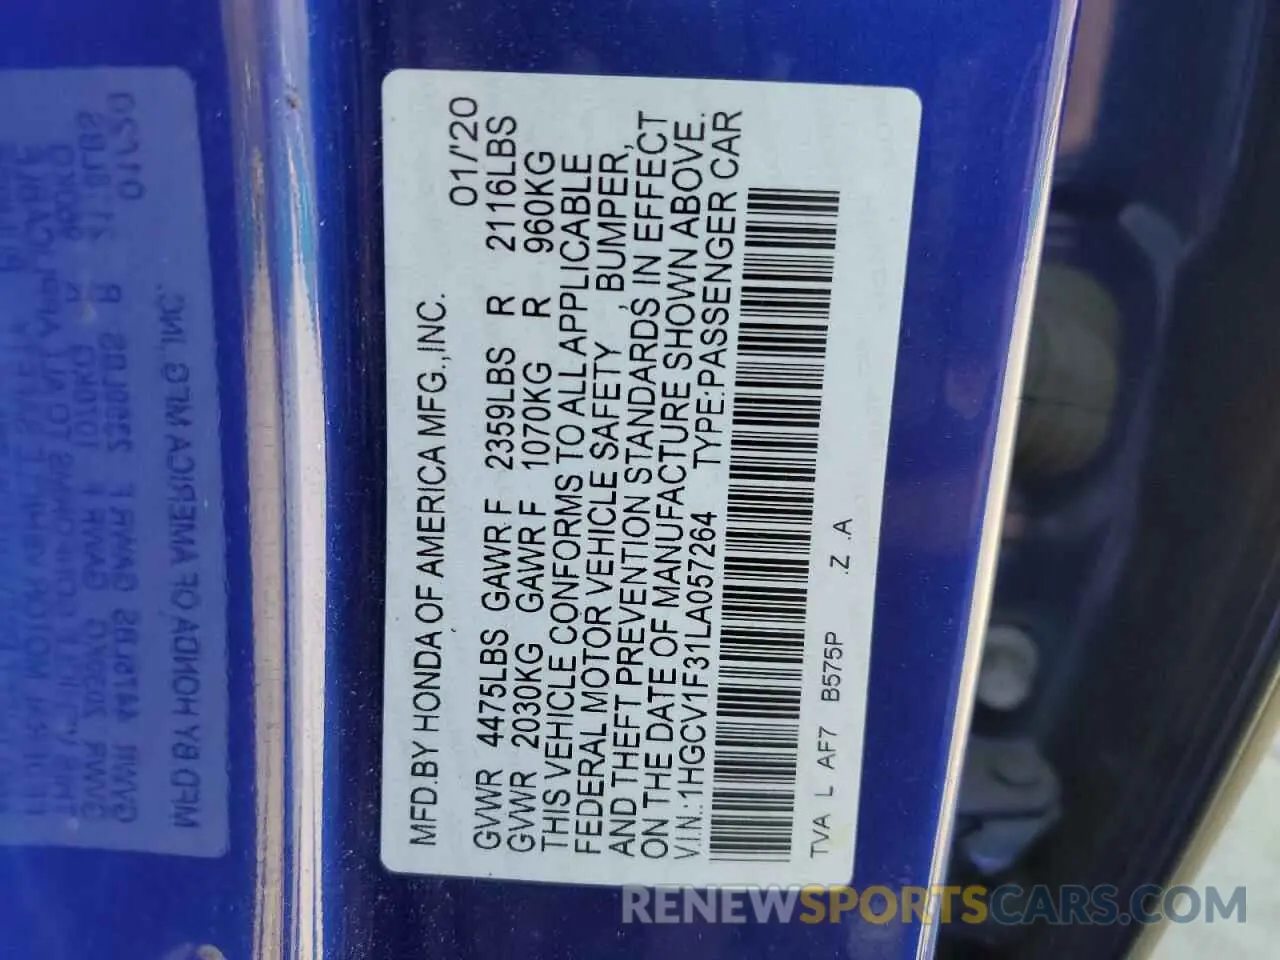 MFD.BY HONDA OF AMERICA MFG.,INC. 01/'20
GVWR 4475LBS GAWR F 2359LBS R 2116LBS
GVWR 2030KG GAWR F 1070KG R 960KG
THIS VEHICLE CONFORMS TO ALL APPLICABLE
FEDERAL MOTOR VEHICLE SAFETY, BUMPER,
AND THEFT PREVENTION STANDARDS IN EFFECT
ON THE DATE OF MANUFACTURE SHOWN ABOVE.
V.I.N.:1HGCV1F31LA057264 TYPE:PASSENGER CAR
TVA L AF7 B575P .Z .A
RENEWSPORTSCARS.COM